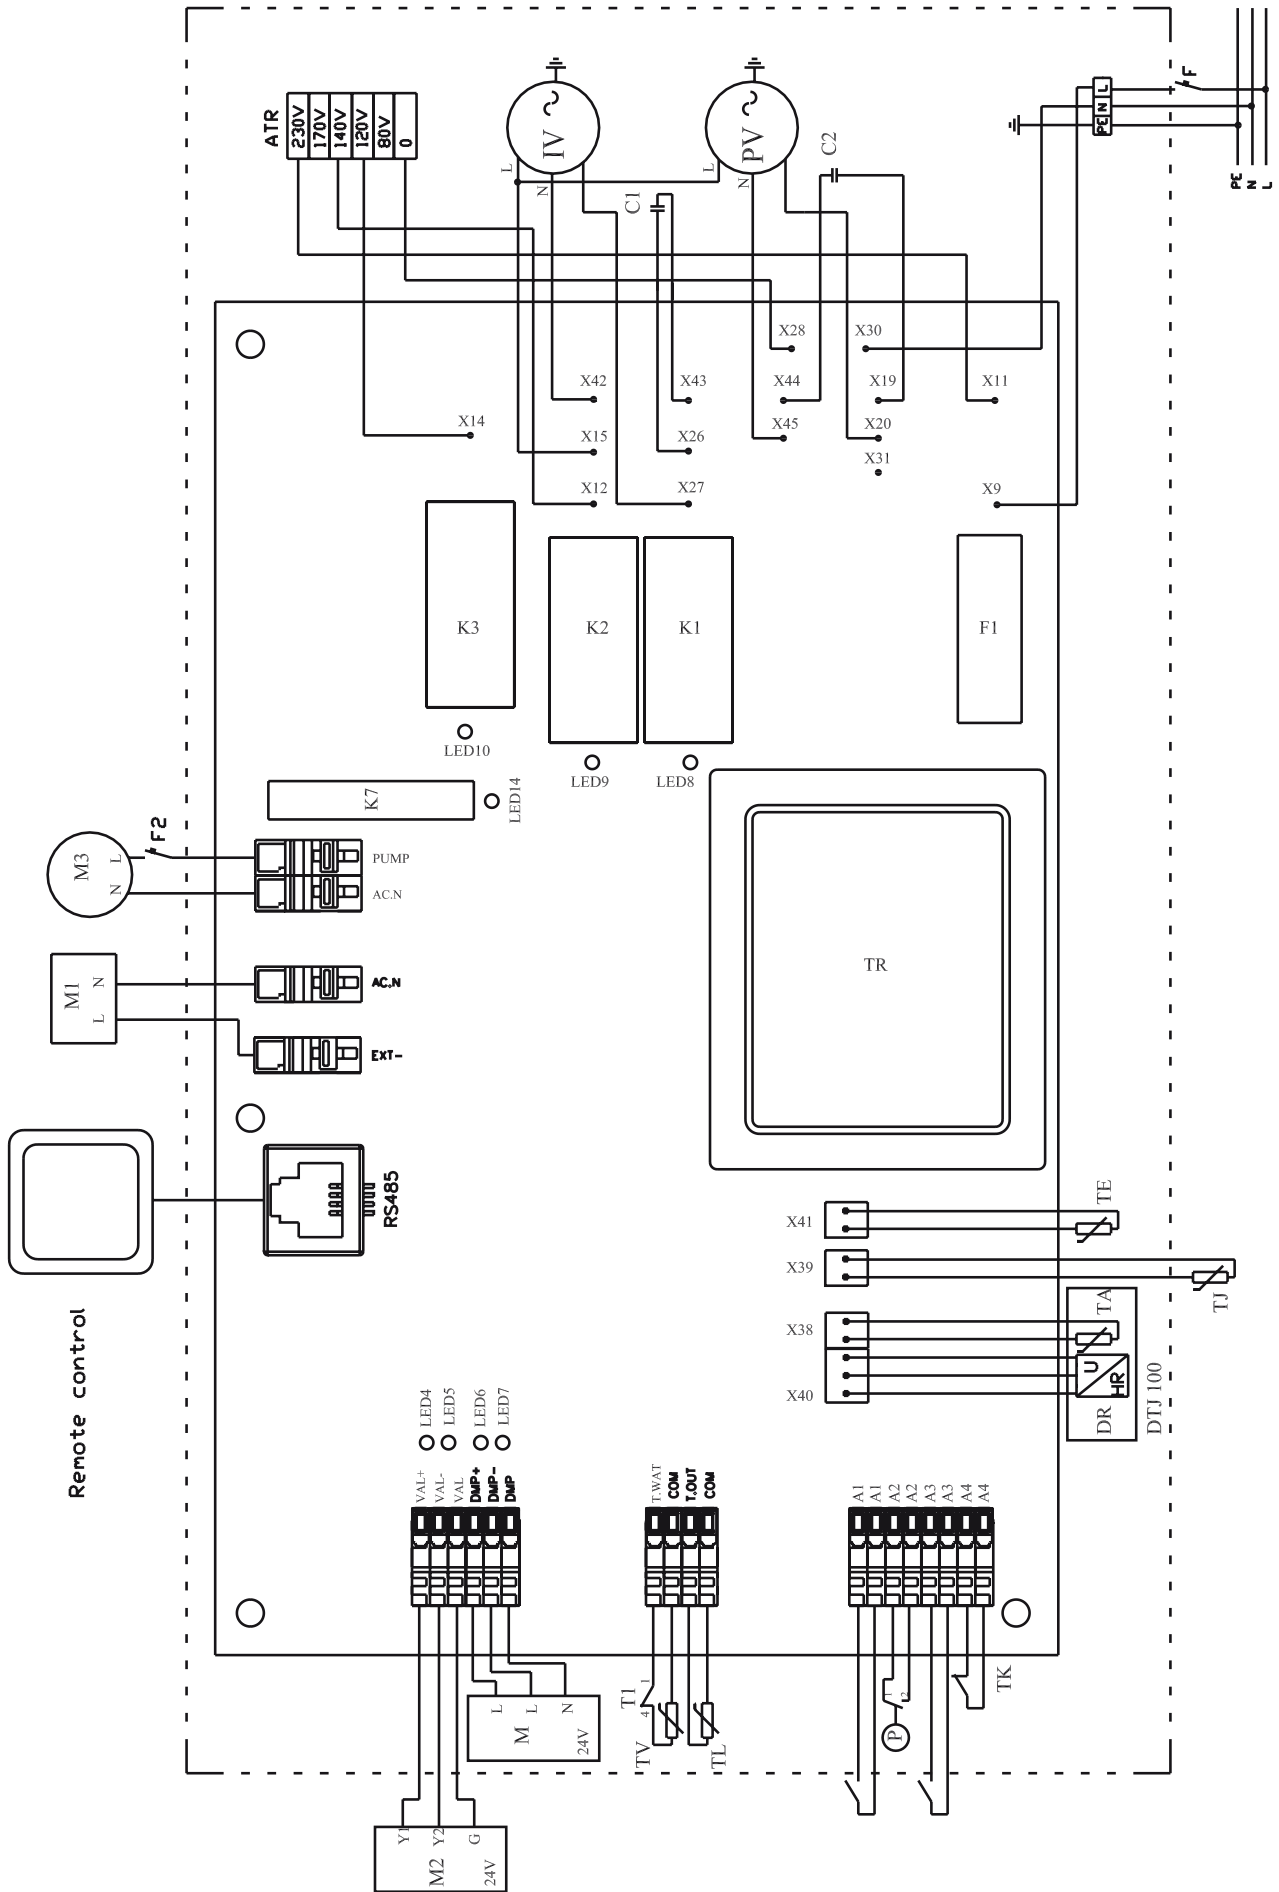 ATR
230V
170V
140V
120V
80V
0
IV
L
N
PV
L
N
C1
C2
L
N
PE
F
PE
N
L
X28
X30
X42
X43
X44
X19
X11
X14
X15
X26
X45
X20
X31
X12
X27
X9
K3
K2
K1
F1
LED10
LED9
LED8
K7
LED14
M3
L
N
F2
PUMP
AC.N
M1
N
L
AC.N
EXT-
TR
RS485
Remote control
X41
TE
X39
TJ
X38
TA
X40
U
HR
DR
DTJ 100
LED4
LED5
LED6
LED7
VAL+
VAL-
VAL
DMP+
DMP-
DMP
T.WAT
COM
T.OUT
COM
A1
A1
A2
A2
A3
A3
A4
A4
L
L
N
M
24V
T1
1
4
TV
TL
1
2
P
TK
Y1
Y2
G
M2
24V